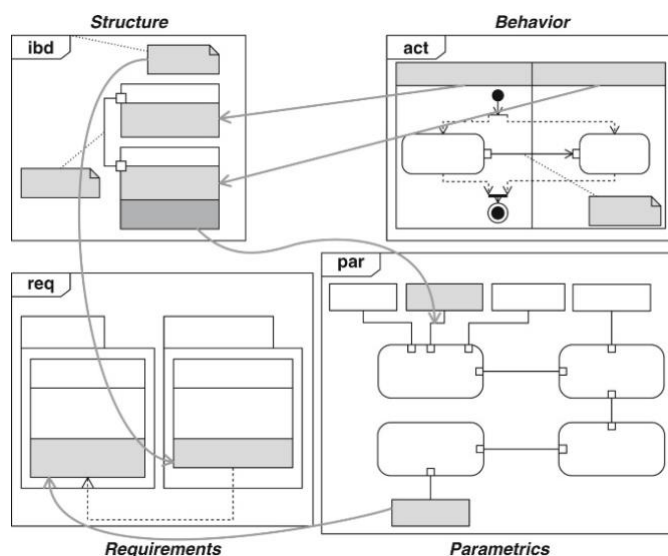 Structure
Behavior
ibd
act
req
par
Requirements
Parametrics